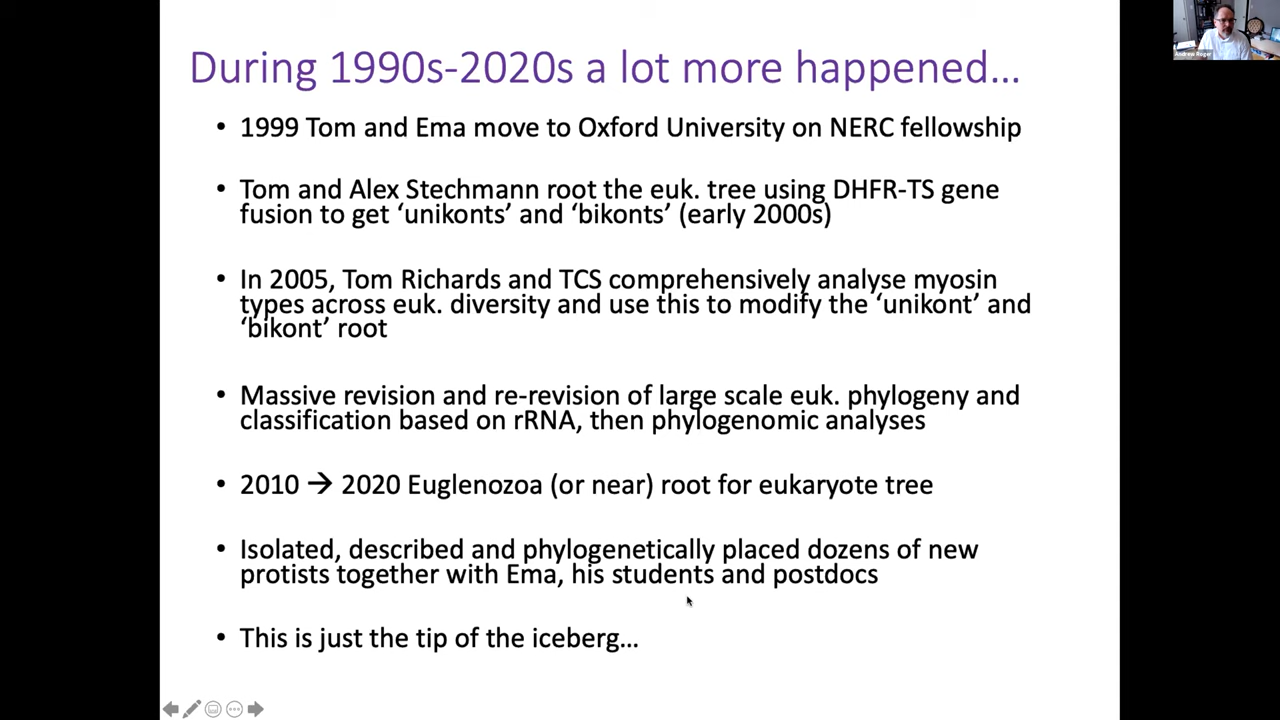 During 1990s-2020s a lot more happened…
• 1999 Tom and Ema move to Oxford University on NERC fellowship
• Tom and Alex Stechmann root the euk. tree using DHFR-TS gene
fusion to get ‘unikonts’ and ‘bikonts’ (early 2000s)
• In 2005, Tom Richards and TCS comprehensively analyse myosin
types across euk. diversity and use this to modify the ‘unikont’ and
‘bikont’ root
• Massive revision and re-revision of large scale euk. phylogeny and
classification based on rRNA, then phylogenomic analyses
• 2010 → 2020 Euglenozoa (or near) root for eukaryote tree
• Isolated, described and phylogenetically placed dozens of new
protists together with Ema, his students and postdocs
• This is just the tip of the iceberg…
Andrew Roger